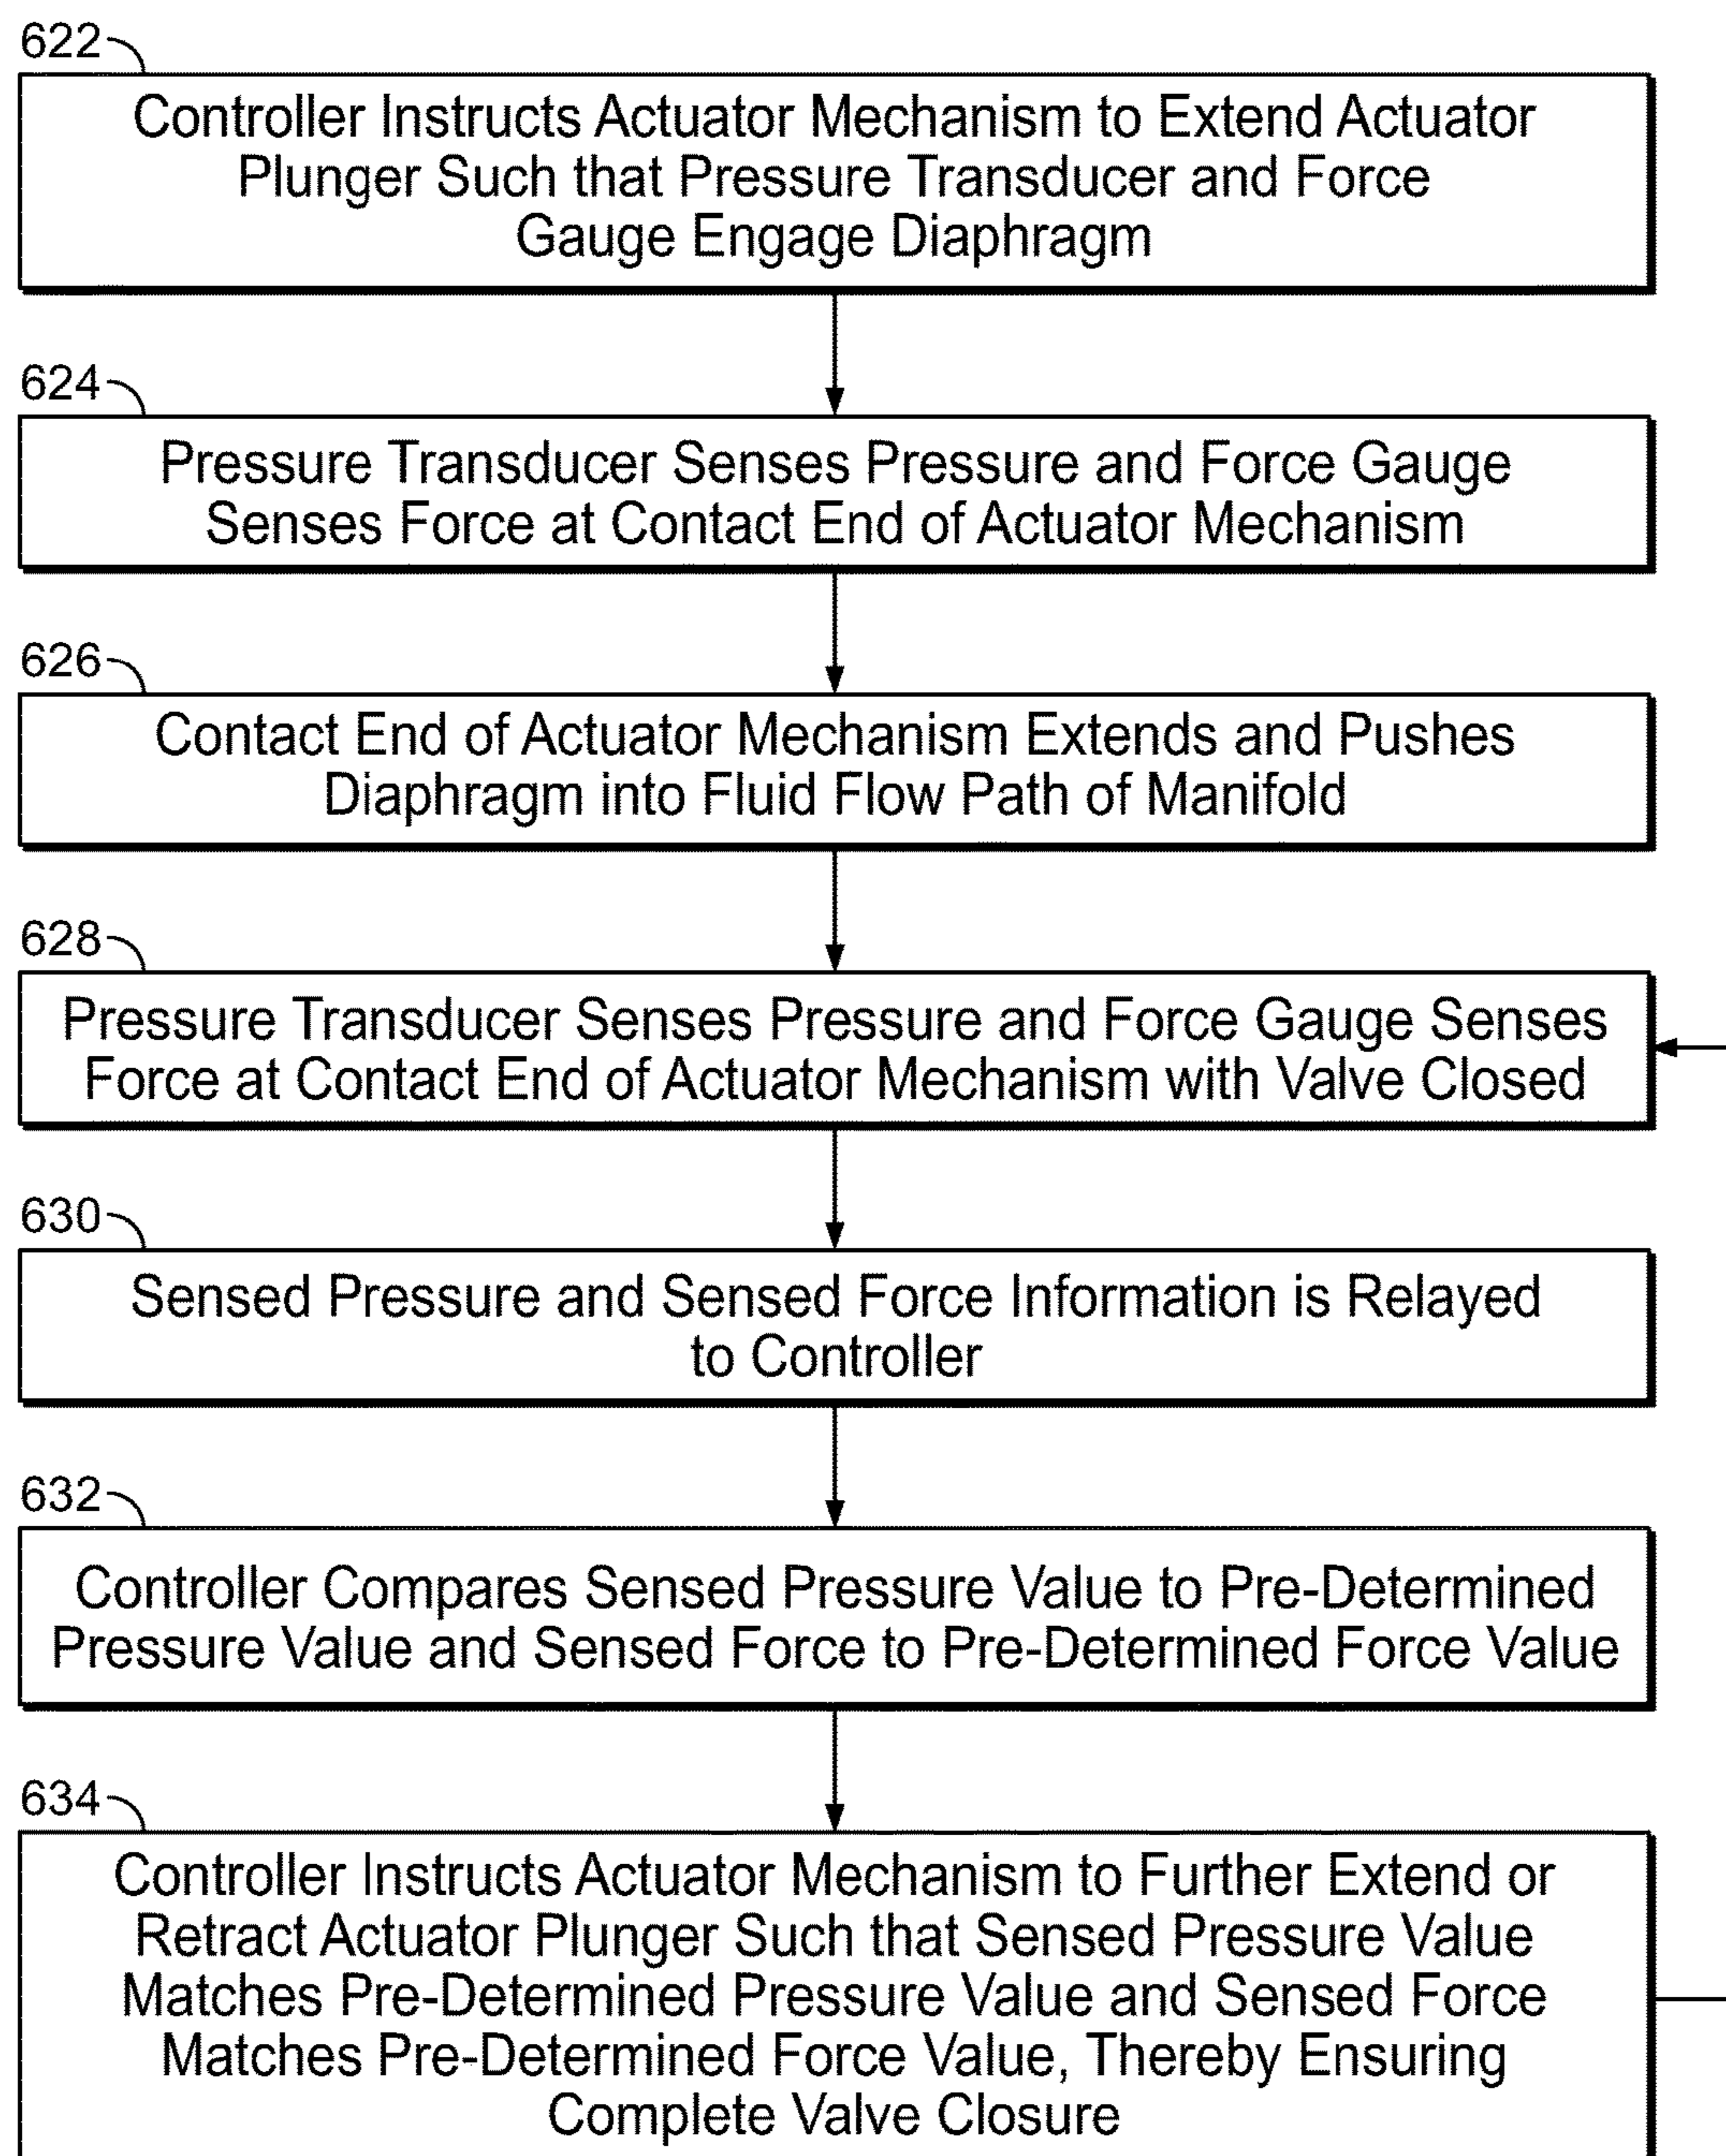 622
Controller Instructs Actuator Mechanism to Extend Actuator
Plunger Such that Pressure Transducer and Force
Gauge Engage Diaphragm
624
Pressure Transducer Senses Pressure and Force Gauge
Senses Force at Contact End of Actuator Mechanism
626
Contact End of Actuator Mechanism Extends and Pushes
Diaphragm into Fluid Flow Path of Manifold
628
Pressure Transducer Senses Pressure and Force Gauge Senses
Force at Contact End of Actuator Mechanism with Valve Closed
630
Sensed Pressure and Sensed Force Information is Relayed
to Controller
632
Controller Compares Sensed Pressure Value to Pre-Determined
Pressure Value and Sensed Force to Pre-Determined Force Value
634
Controller Instructs Actuator Mechanism to Further Extend or
Retract Actuator Plunger Such that Sensed Pressure Value
Matches Pre-Determined Pressure Value and Sensed Force
Matches Pre-Determined Force Value, Thereby Ensuring
Complete Valve Closure